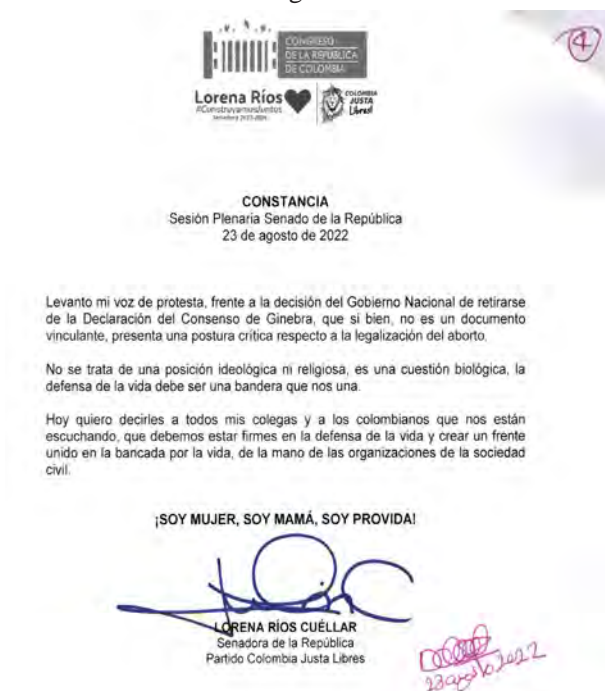 4
CONGRESO
DE LA REPÚBLICA
DE COLOMBIA
Lorena Ríos
#ConstruyamosJuntos
COLOMBIA
JUSTA
Libres!
CONSTANCIA
Sesión Plenaria Senado de la República
23 de agosto de 2022
Levanto mi voz de protesta, frente a la decisión del Gobierno Nacional de retirarse
de la Declaración del Consenso de Ginebra, que si bien, no es un documento
vinculante, presenta una postura crítica respecto a la legalización del aborto.
No se trata de una posición ideológica ni religiosa, es una cuestión biológica, la
defensa de la vida debe ser una bandera que nos una.
Hoy quiero decirles a todos mis colegas y a los colombianos que nos están
escuchando, que debemos estar firmes en la defensa de la vida y crear un frente
unido en la bancada por la vida, de la mano de las organizaciones de la sociedad
civil.
¡SOY MUJER, SOY MAMÁ, SOY PROVIDA!
LORENA RÍOS CUÉLLAR
Senadora de la República
Partido Colombia Justa Libres
23 agosto 2022